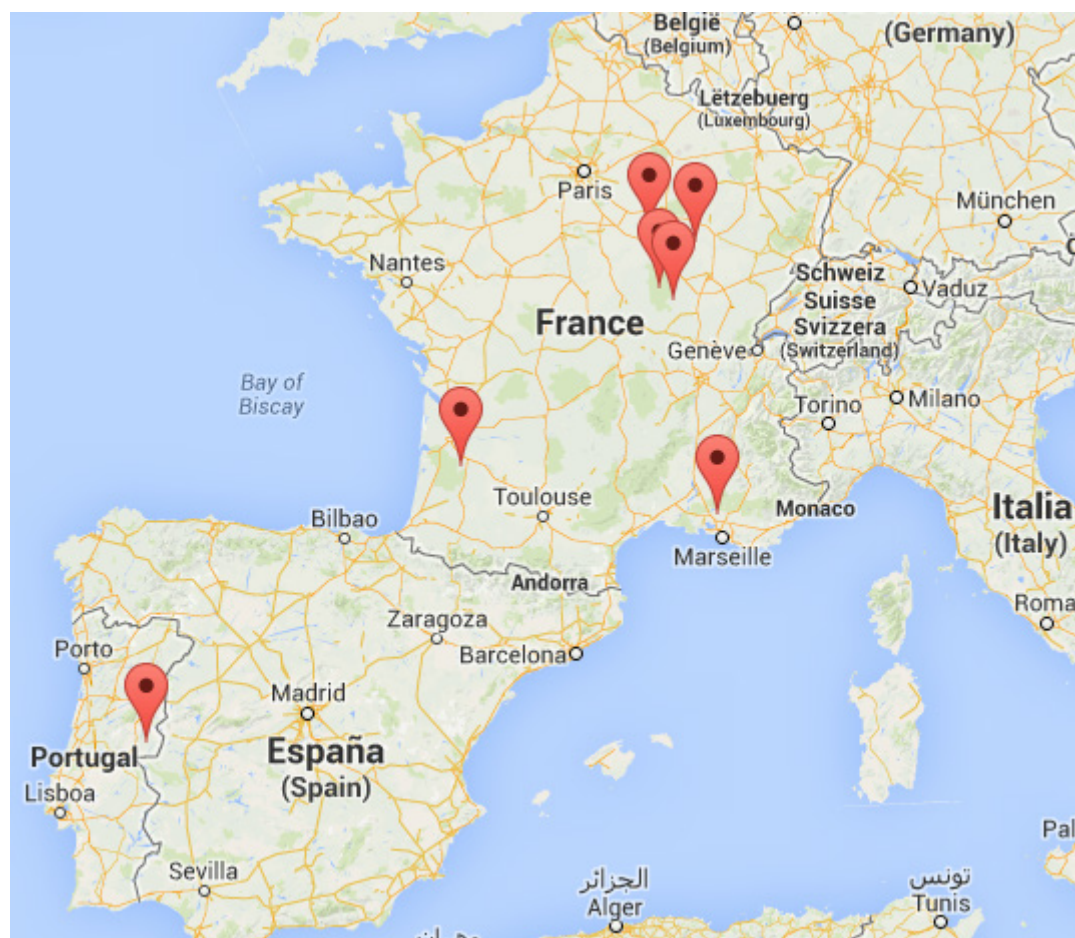 België
(Belgium)
(Germany)
Lëtzebuerg
(Luxembourg)
Paris
München
Nantes
Schweiz
Suisse
Svizzera
(Switzerland)
Vaduz
France
Genève
Bay of
Biscay
Torino
Milano
Toulouse
Monaco
Italia
(Italy)
Bilbao
Marseille
Andorra
Roma
Zaragoza
Porto
Barcelona
Madrid
Portugal
España
(Spain)
Lisboa
Sevilla
الجزائر
Alger
تونس
Tunis